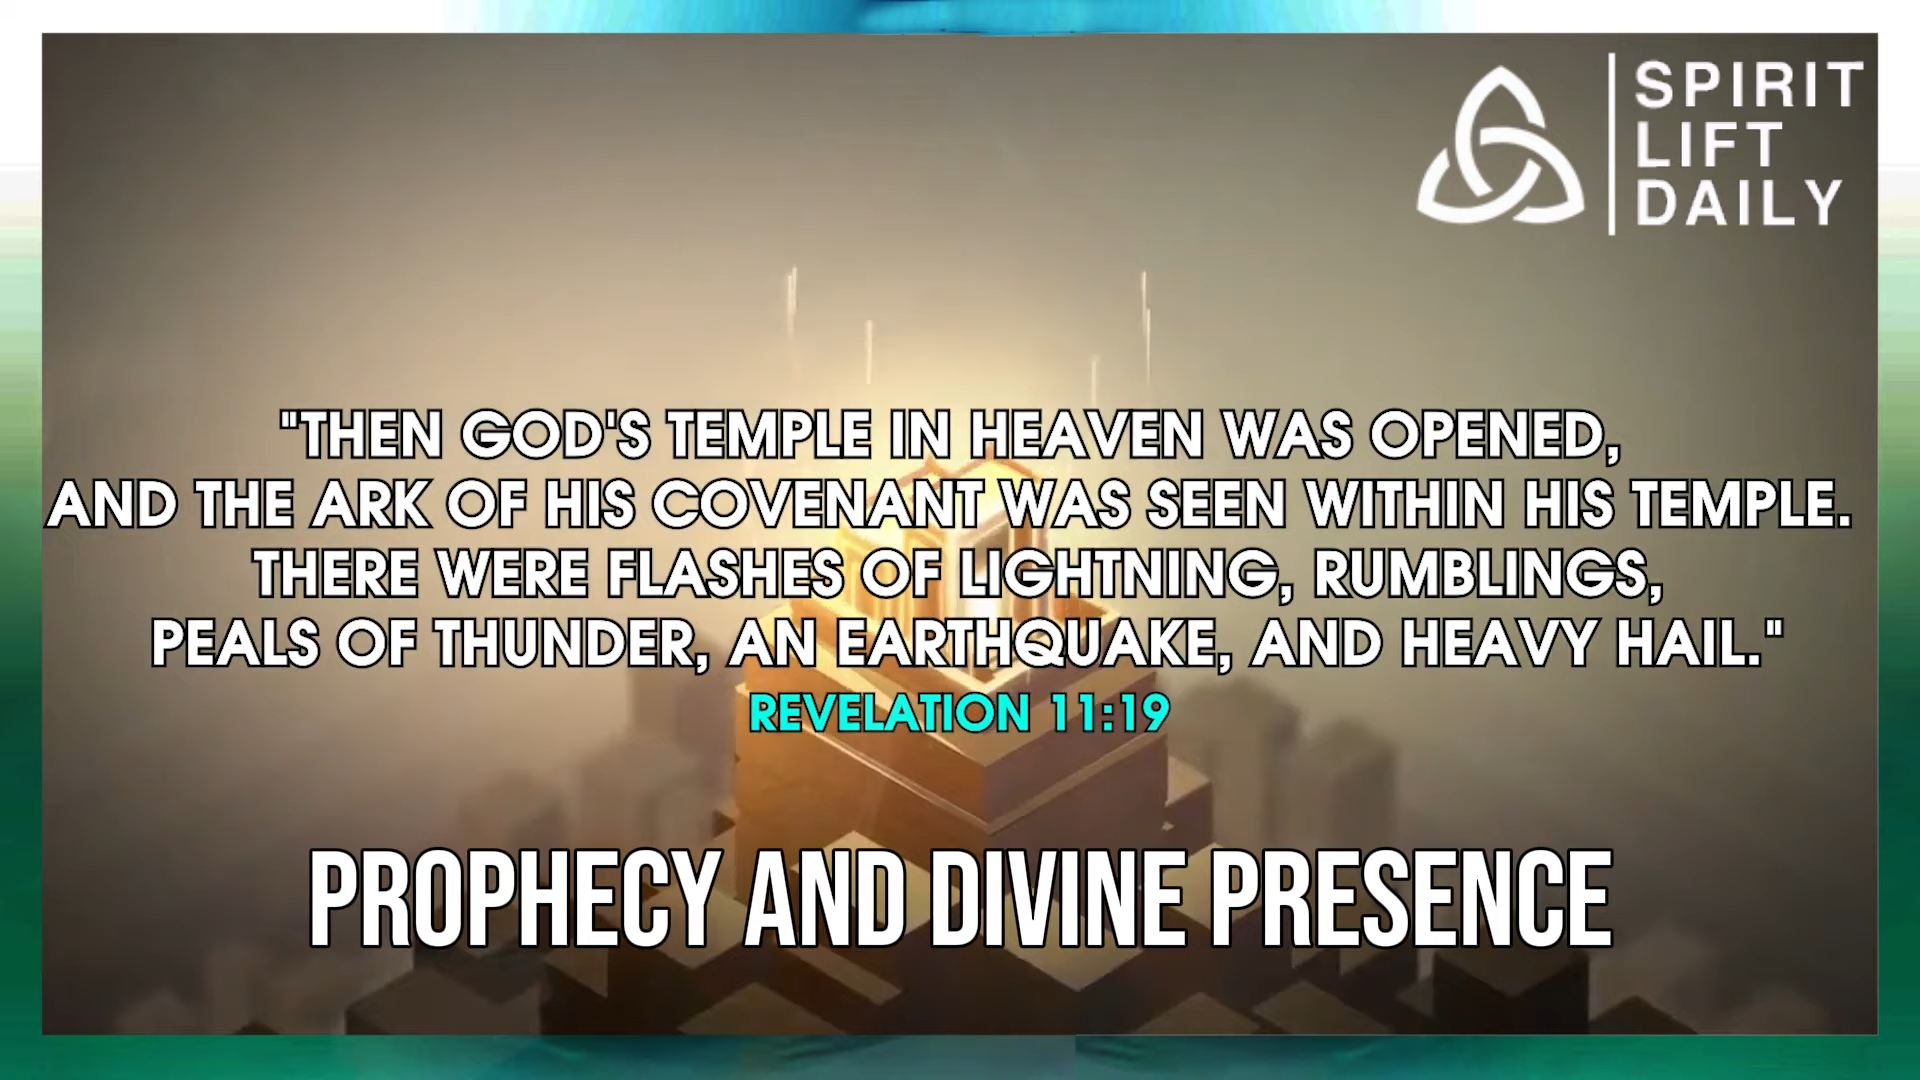 SPIRIT
LIFT
DAILY
"THEN GOD'S TEMPLE IN HEAVEN WAS OPENED,
AND THE ARK OF HIS COVENANT WAS SEEN WITHIN HIS TEMPLE.
THERE WERE FLASHES OF LIGHTNING, RUMBLINGS,
PEALS OF THUNDER, AN EARTHQUAKE, AND HEAVY HAIL."
REVELATION 11:19
PROPHECY AND DIVINE PRESENCE